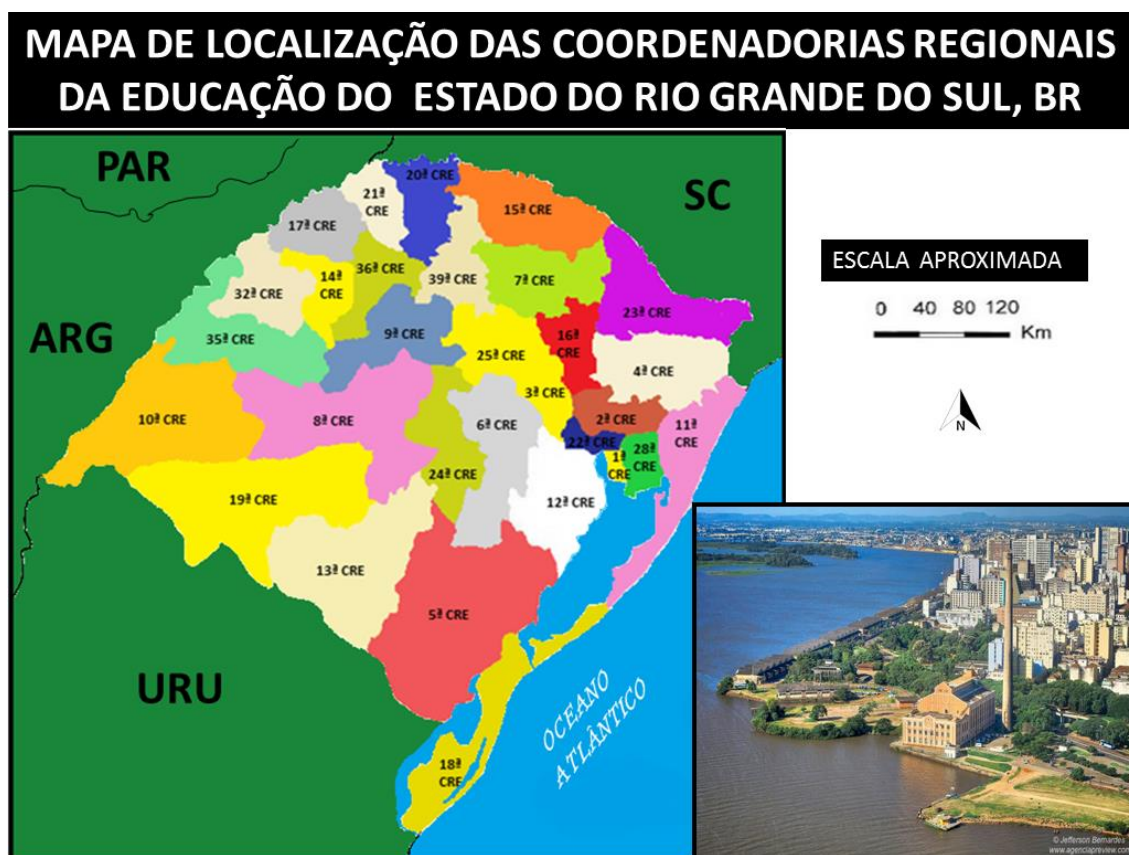 MAPA DE LOCALIZAÇÃO DAS COORDENADORIAS REGIONAIS
DA EDUCAÇÃO DO ESTADO DO RIO GRANDE DO SUL, BR
PAR
SC
ARG
URU
20ª CRE
21ª
CRE
15ª CRE
17ª CRE
36ª CRE
14ª
CRE
39ª CRE
7ª CRE
32ª CRE
23ª CRE
35ª CRE
9ª CRE
16ª
CRE
25ª CRE
4ª CRE
3ª CRE
10ª CRE
8ª CRE
6ª
CRE
2ª CRE
11ª
CRE
22ª CRE
1ª
CRE
28ª
CRE
24ª CRE
19ª CRE
12ª CRE
13ª CRE
5ª CRE
18ª
CRE
OCEANO
ATLÂNTICO
ESCALA APROXIMADA
0 40 80 120
Km
N
© Jefferson Bernardes
www.agenciapreview.com